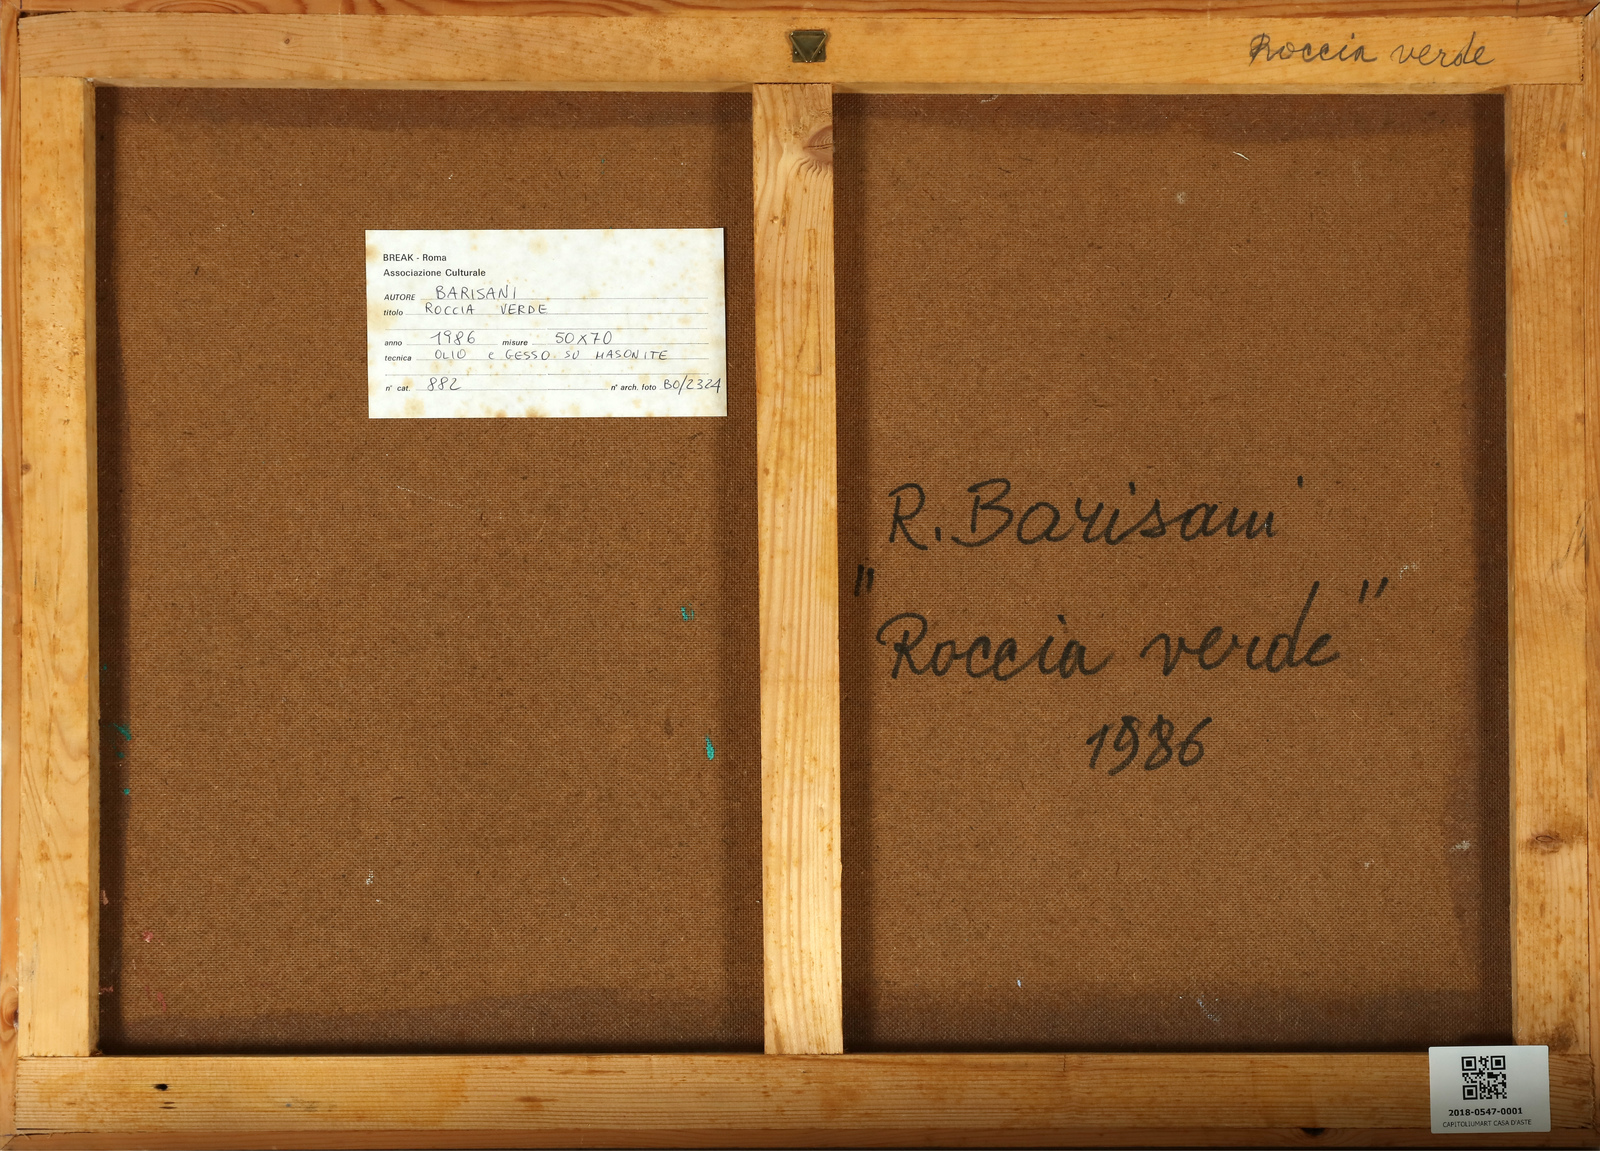 Roccia verde
BREAK - Roma
Associazione Culturale
AUTORE BARISANI
titolo ROCCIA VERDE
anno 1986 misure 50x70
tecnica OLIO e GESSO SU MASONITE
n° cat. 882 n° arch. foto BO/2324
R. Barisani
"Roccia verde"
1986
2018-0547-0001
CAPITOLIUMART CASA D'ASTE